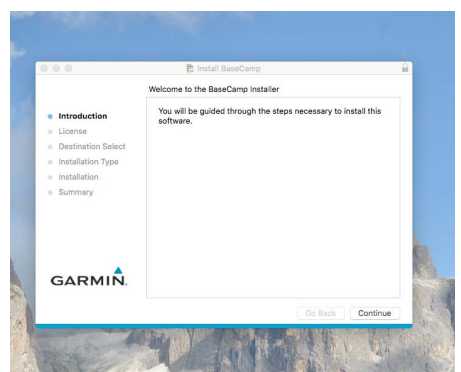 Install BaseCamp
Welcome to the BaseCamp Installer
Introduction
License
Destination Select
Installation Type
Installation
Summary
You will be guided through the steps necessary to install this
software.
GARMIN.
Go Back
Continue